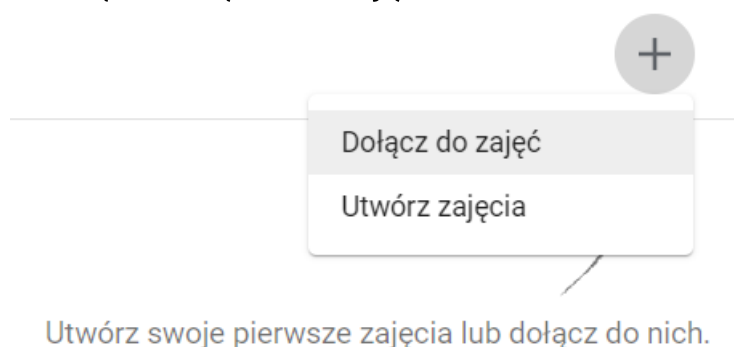 +
Dołącz do zajęć
Utwórz zajęcia
Utwórz swoje pierwsze zajęcia lub dołącz do nich.